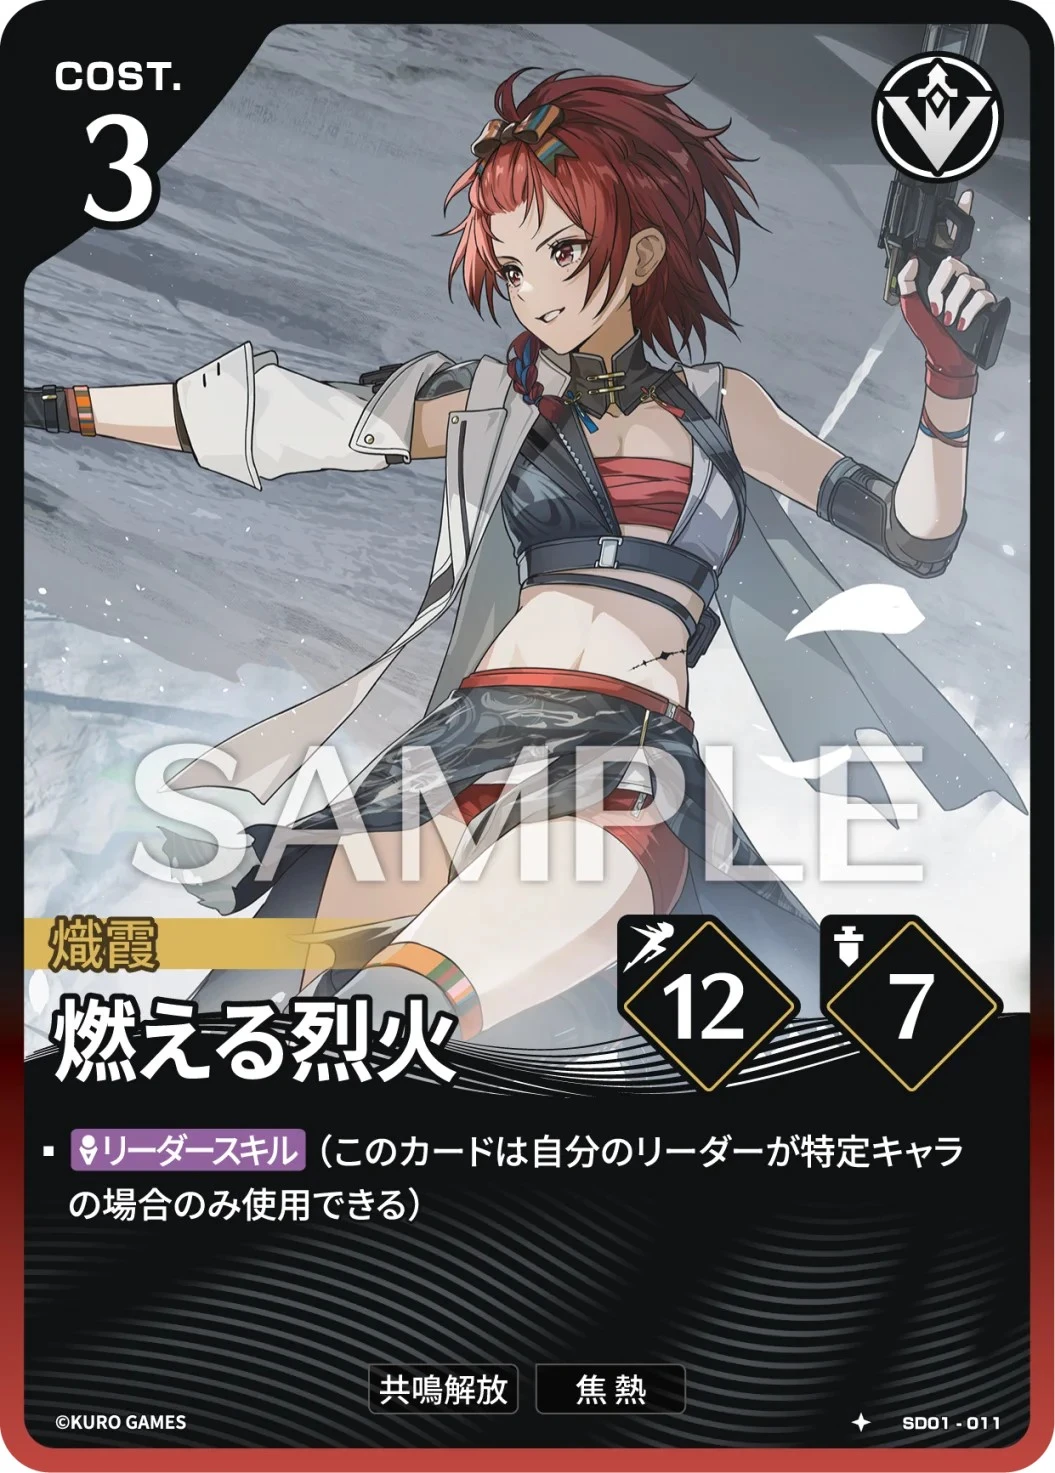 COST.
3
SAMPLE
熾霞
燃える烈火
12
7
▪ リーダースキル（このカードは自分のリーダーが特定キャラ
の場合のみ使用できる）
共鳴解放
焦熱
©KURO GAMES
SD01 - 011